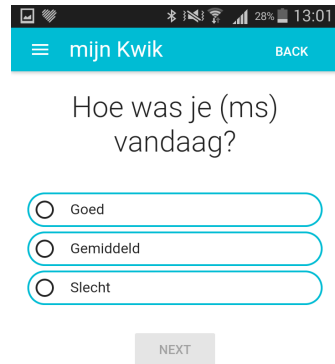 28% 13:01
mijn Kwik BACK
Hoe was je (ms)
vandaag?
Goed
Gemiddeld
Slecht
NEXT